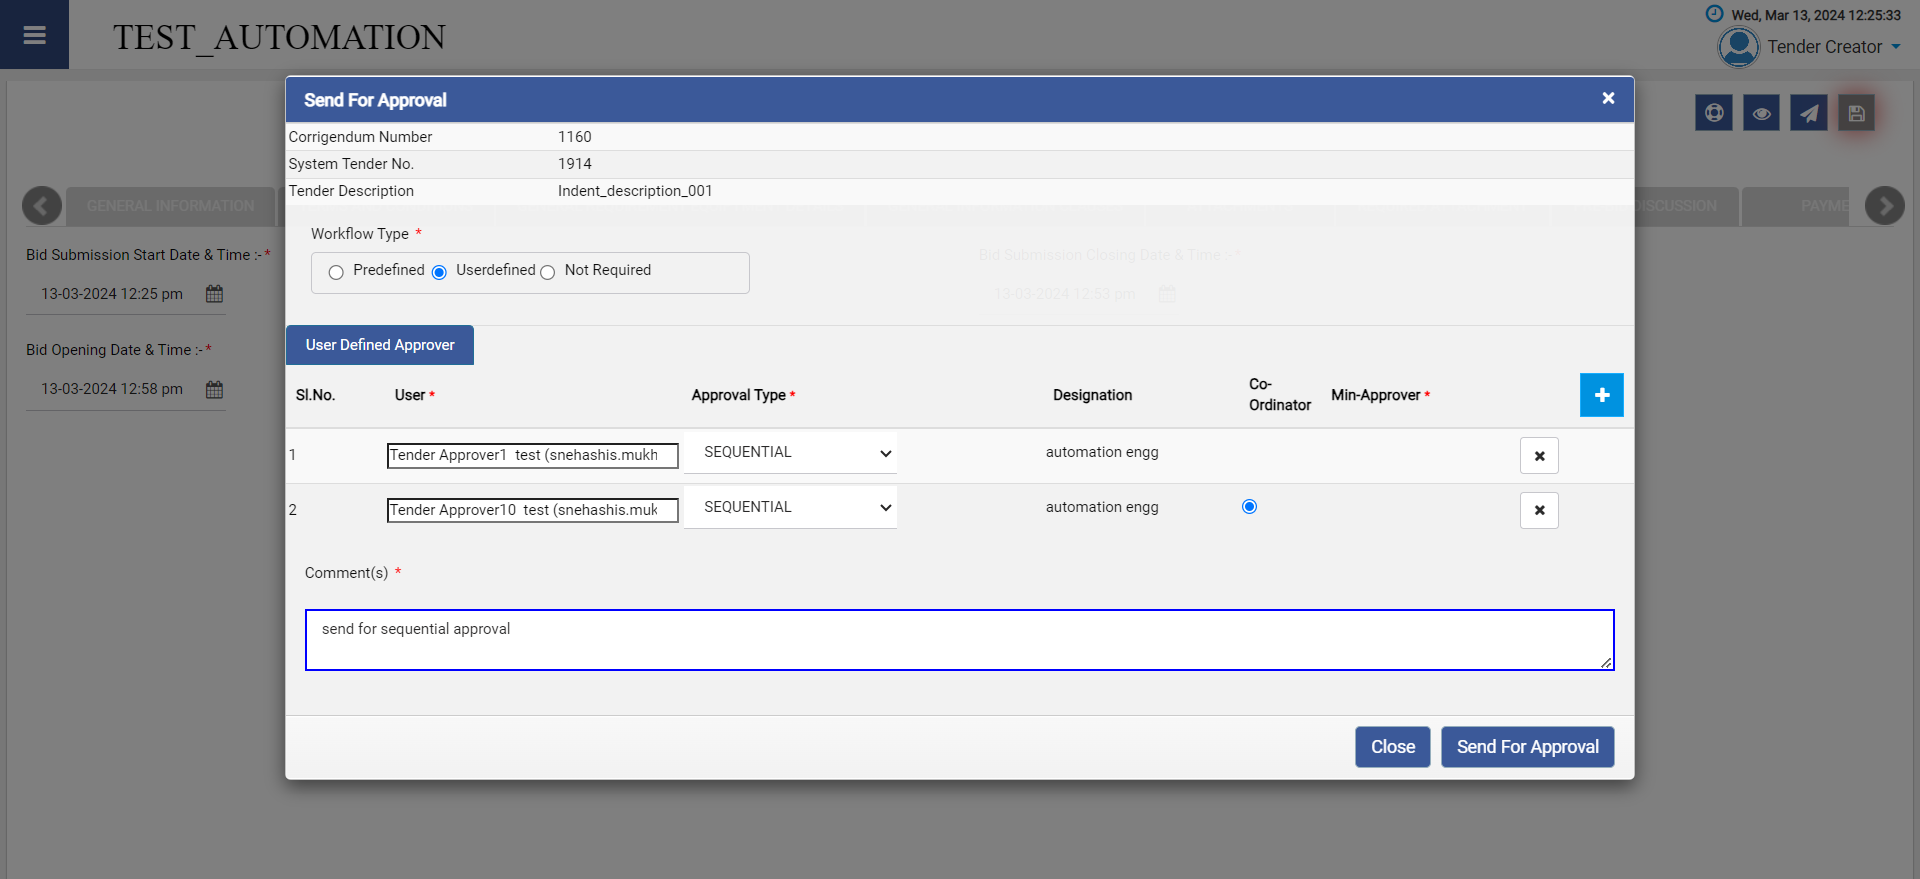 TEST_AUTOMATION
Wed, Mar 13, 2024 12:25:33
Tender Creator
Send For Approval
Corrigendum Number 1160
System Tender No. 1914
Tender Description Indent_description_001
GENERAL INFORMATION
DISCUSSION
PAYME
Workflow Type *
Bid Submission Start Date & Time :- *
Bid Submission Closing Date & Time :- *
Predefined Userdefined Not Required
13-03-2024 12:25 pm
13-03-2024 12:53 pm
User Defined Approver
Bid Opening Date & Time :- *
13-03-2024 12:58 pm
Sl.No. User * Approval Type * Designation Co-Ordinator Min-Approver *
1 Tender Approver1 test (snehashis.mukh SEQUENTIAL automation engg
2 Tender Approver10 test (snehashis.muk SEQUENTIAL automation engg
Comment(s) *
send for sequential approval
Close Send For Approval